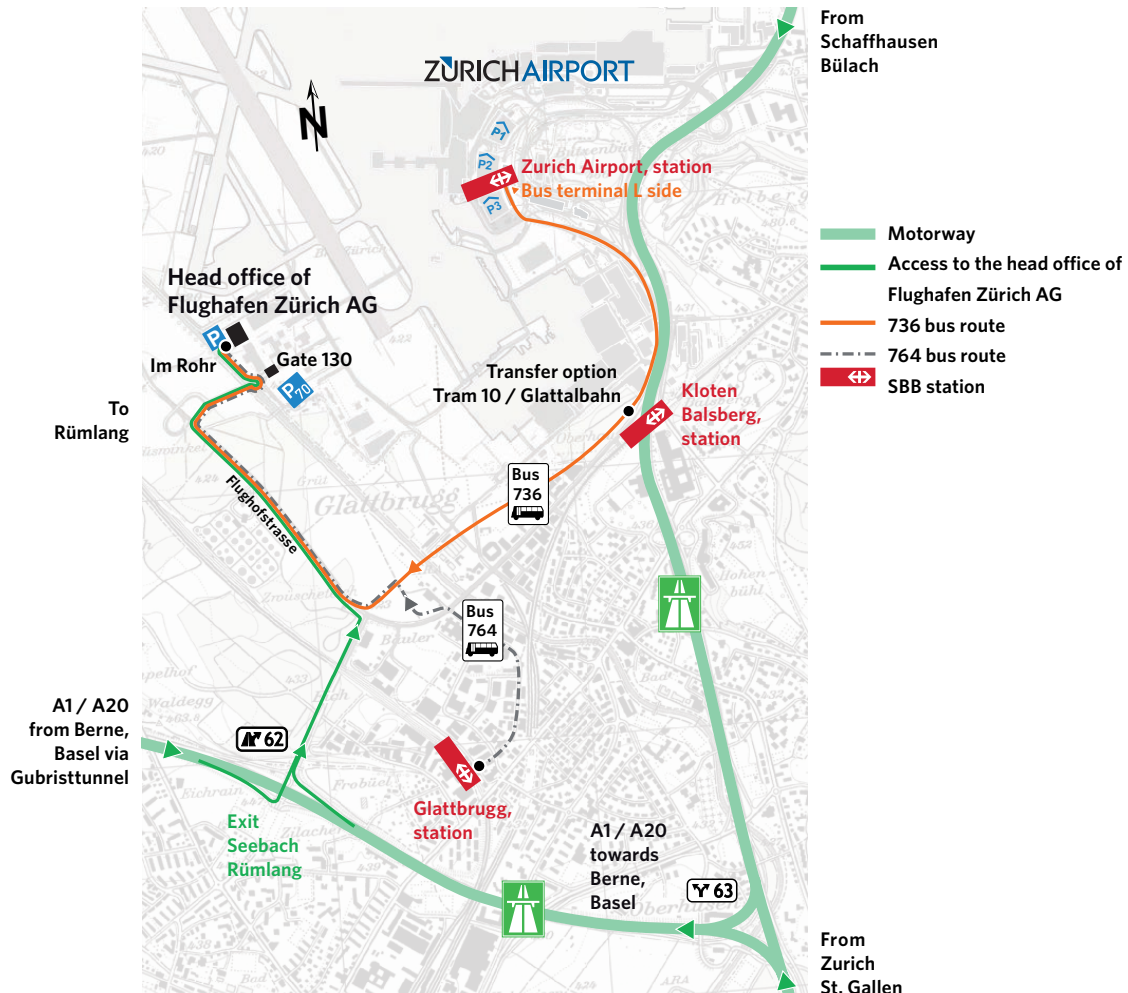 From
Schaffhausen
Bülach
ZÜRICH AIRPORT
N
P1
P2
P3
Zurich Airport, station
Bus terminal L side
Motorway
Access to the head office of
Flughafen Zürich AG
736 bus route
764 bus route
SBB station
Head office of
Flughafen Zürich AG
P
Im Rohr
Gate 130
P70
To
Rümlang
Transfer option
Tram 10 / Glattalbahn
Kloten
Balsberg,
station
Glattbrugg
Flughofstrasse
Bus
736
Bus
764
A1 / A20
from Berne,
Basel via
Gubristtunnel
62
Exit
Seebach
Rümlang
Glattbrugg,
station
A1 / A20
towards
Berne,
Basel
63
Oberhusen
From
Zurich
St. Gallen